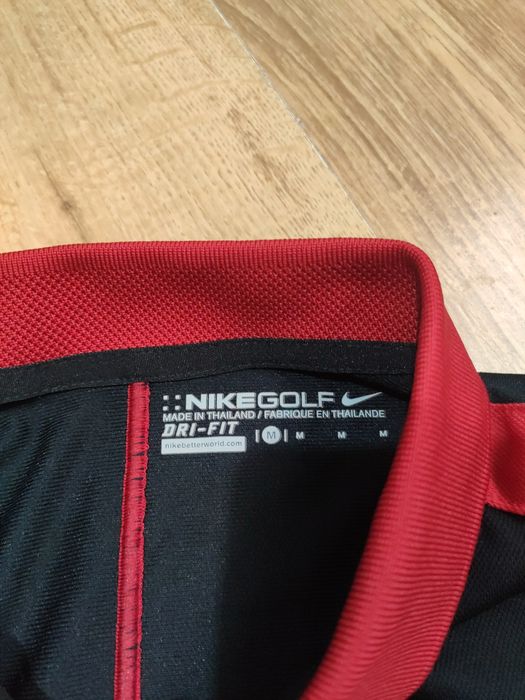 NIKEGOLF
MADE IN THAILAND / FABRIQUE EN THAILANDE
DRI-FIT
nikebetterworld.com | M | M M M